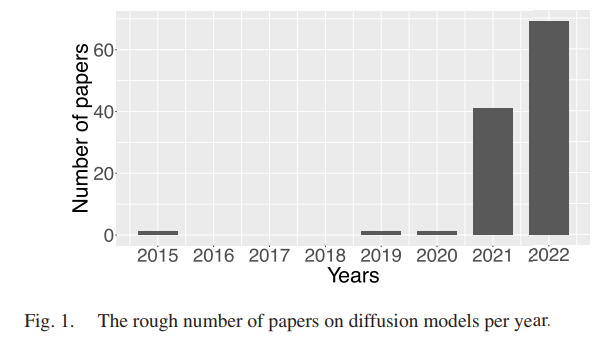 Number of papers
60
40
20
0
2015 2016 2017 2018 2019 2020 2021 2022
Years
Fig. 1. The rough number of papers on diffusion models per year.